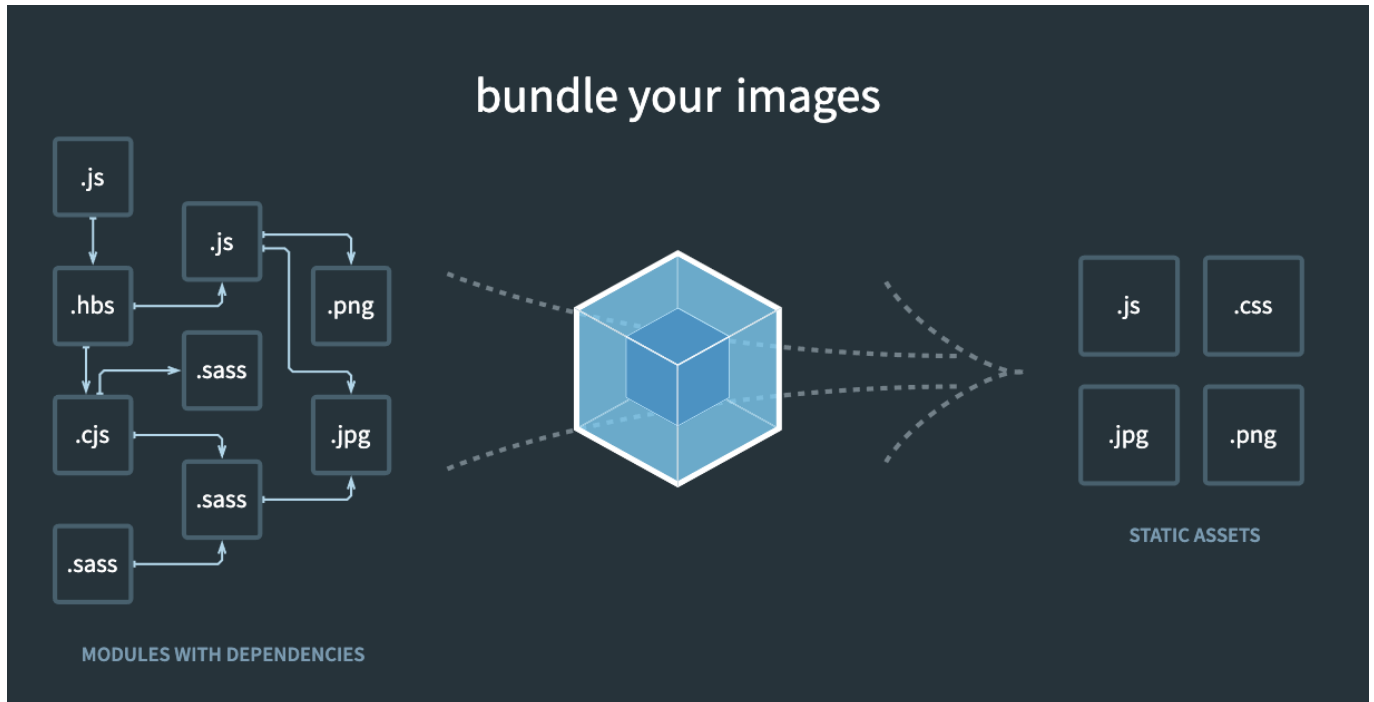 bundle your images
.js
.js
.hbs
.png
.sass
.cjs
.jpg
.sass
.sass
MODULES WITH DEPENDENCIES
.js
.css
.jpg
.png
STATIC ASSETS